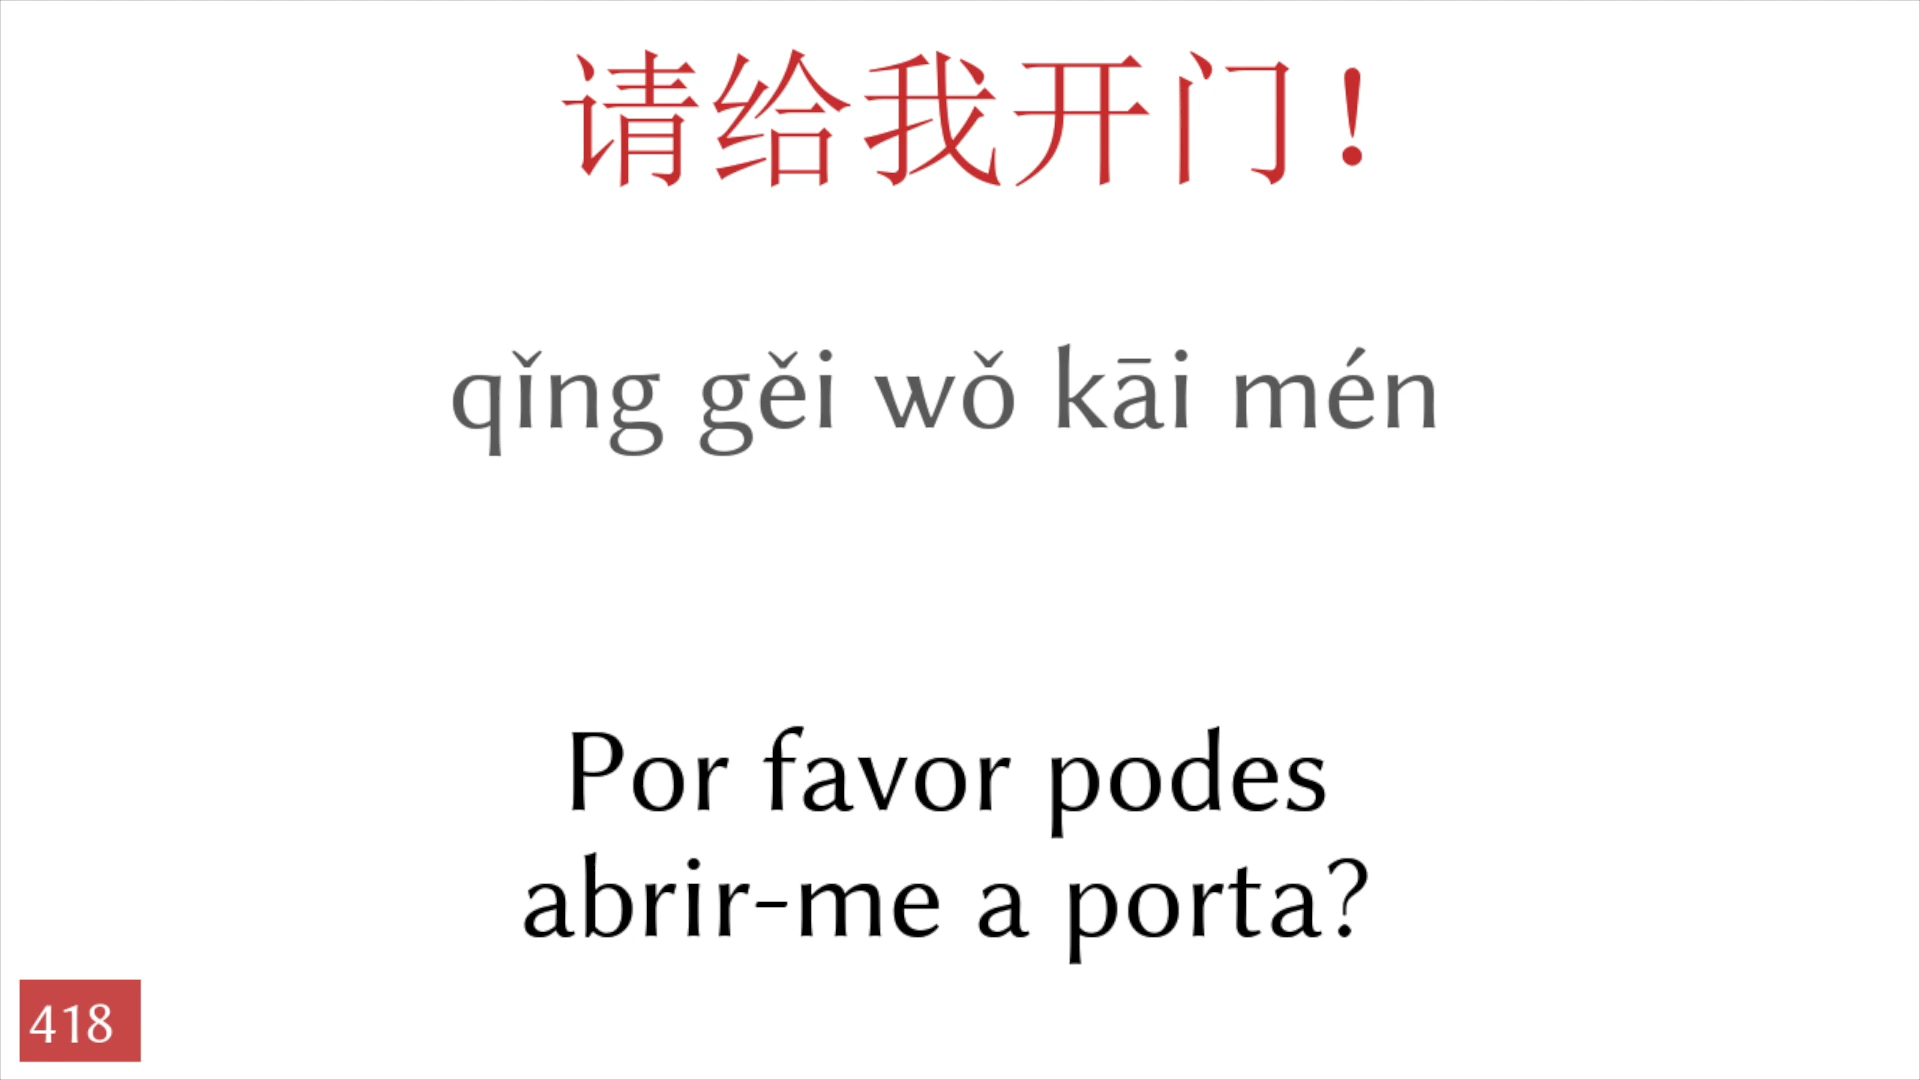 请给我开门！
qǐng gěi wǒ kāi mén
Por favor podes
abrir-me a porta?
418